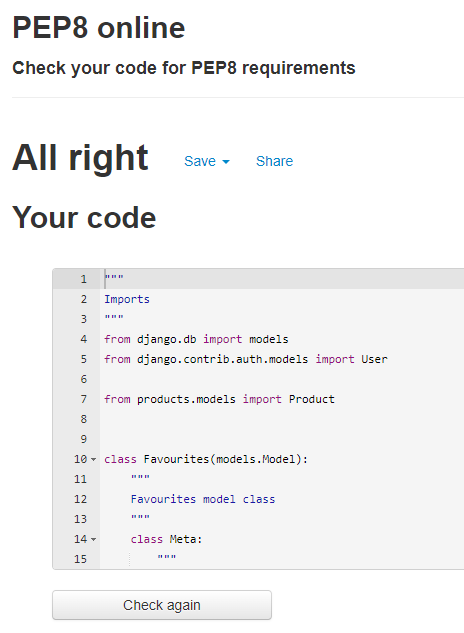 PEP8 online
Check your code for PEP8 requirements
All right Save Share
Your code
1 """
2 Imports
3 """
4 from django.db import models
5 from django.contrib.auth.models import User
6
7 from products.models import Product
8
9
10 class Favourites(models.Model):
11 """
12 Favourites model class
13 """
14 class Meta:
15 """
Check again